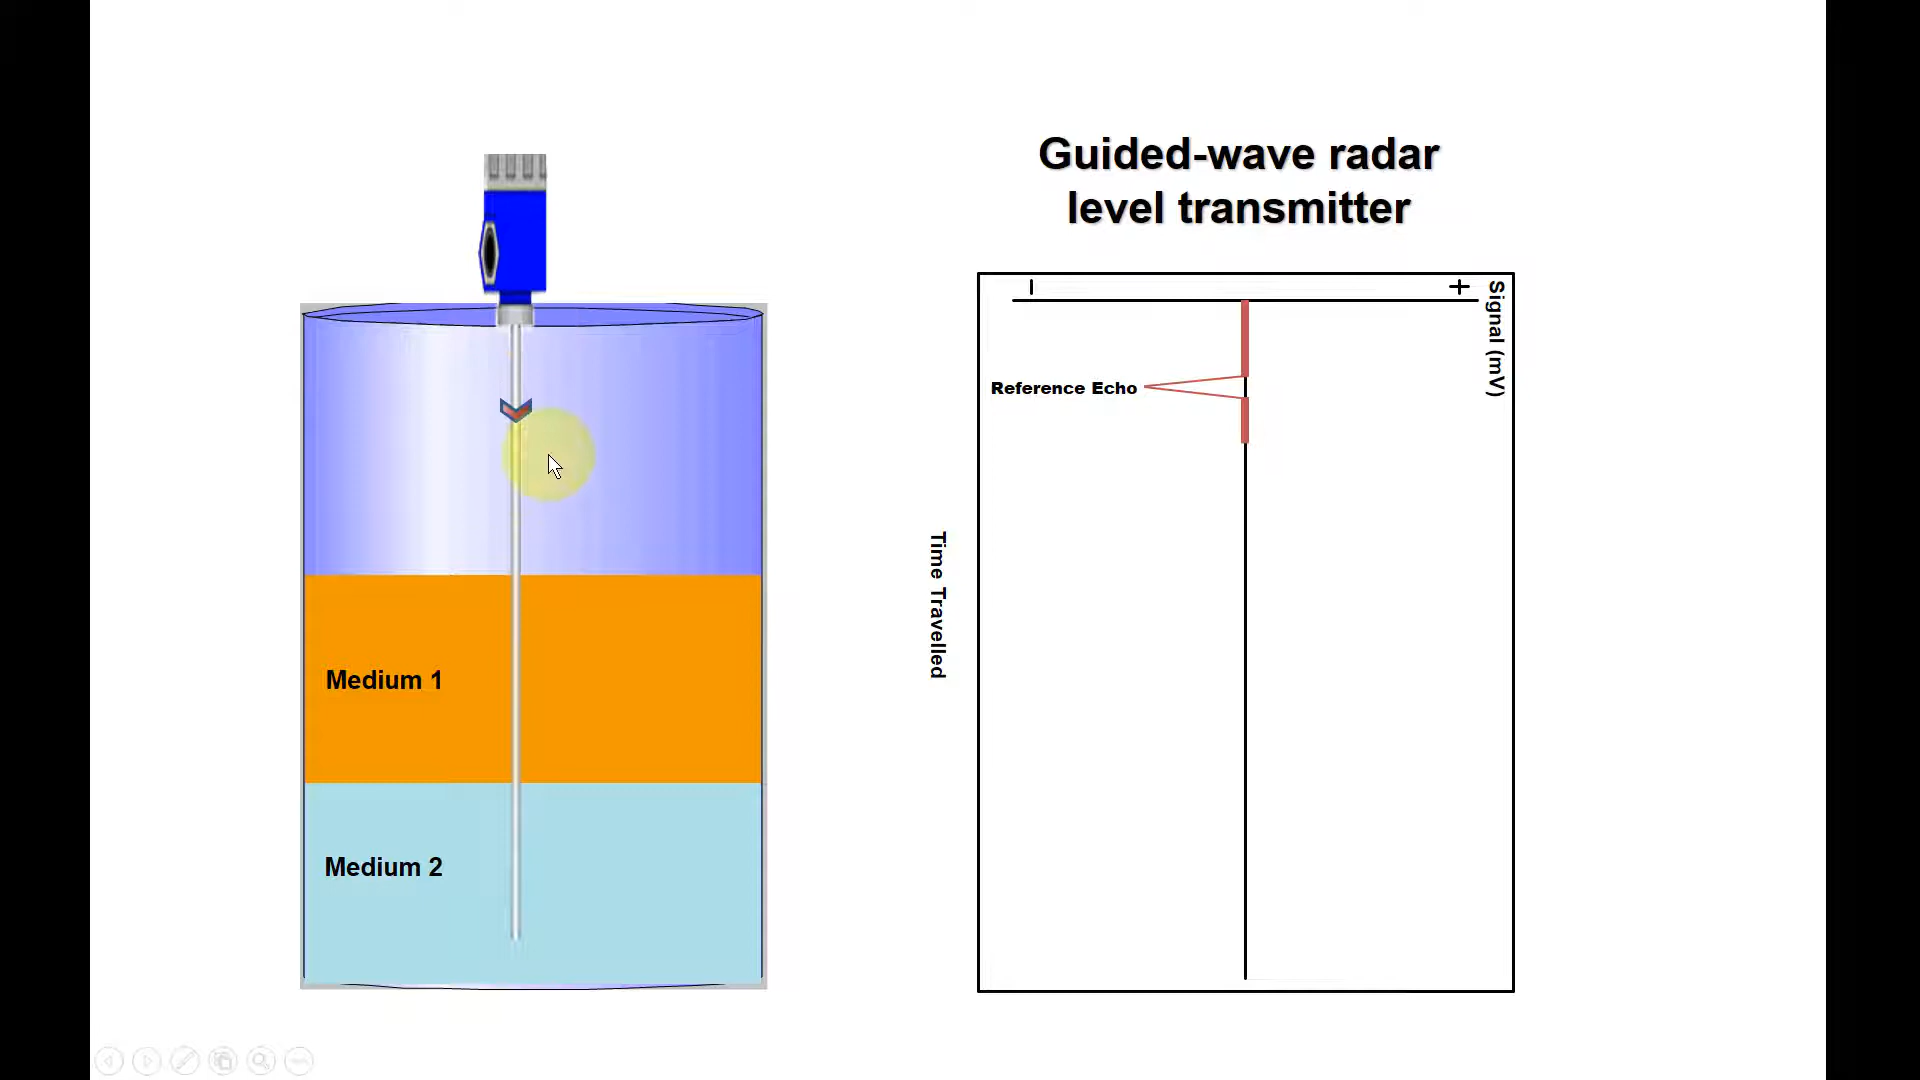 Guided-wave radar
level transmitter
Signal (mV)
Reference Echo
Time Travelled
Medium 1
Medium 2